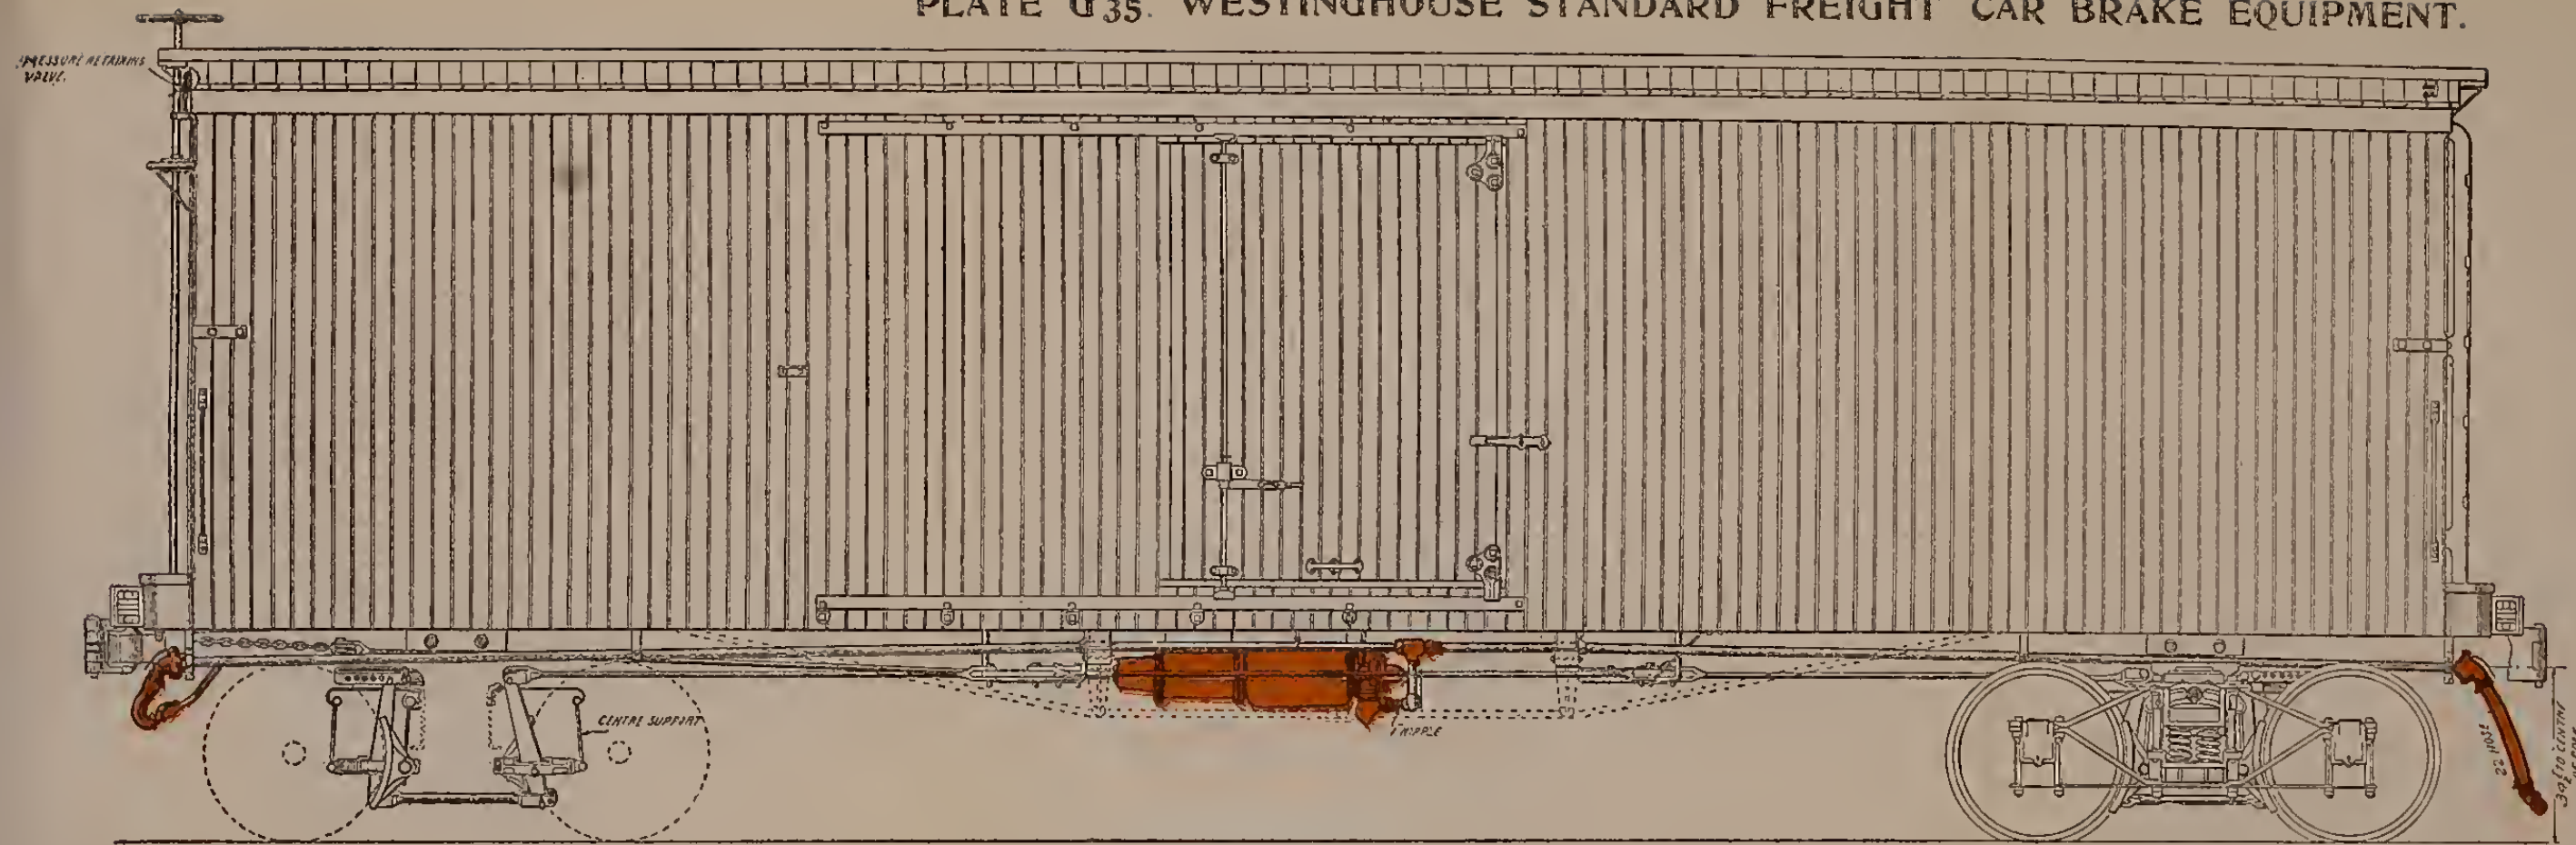 PLATE G35. WESTINGHOUSE STANDARD FREIGHT CAR BRAKE EQUIPMENT.
PRESSURE RETAINING
VALVE.
CENTRE SUPPORT
NIPPLE
22 HOSE